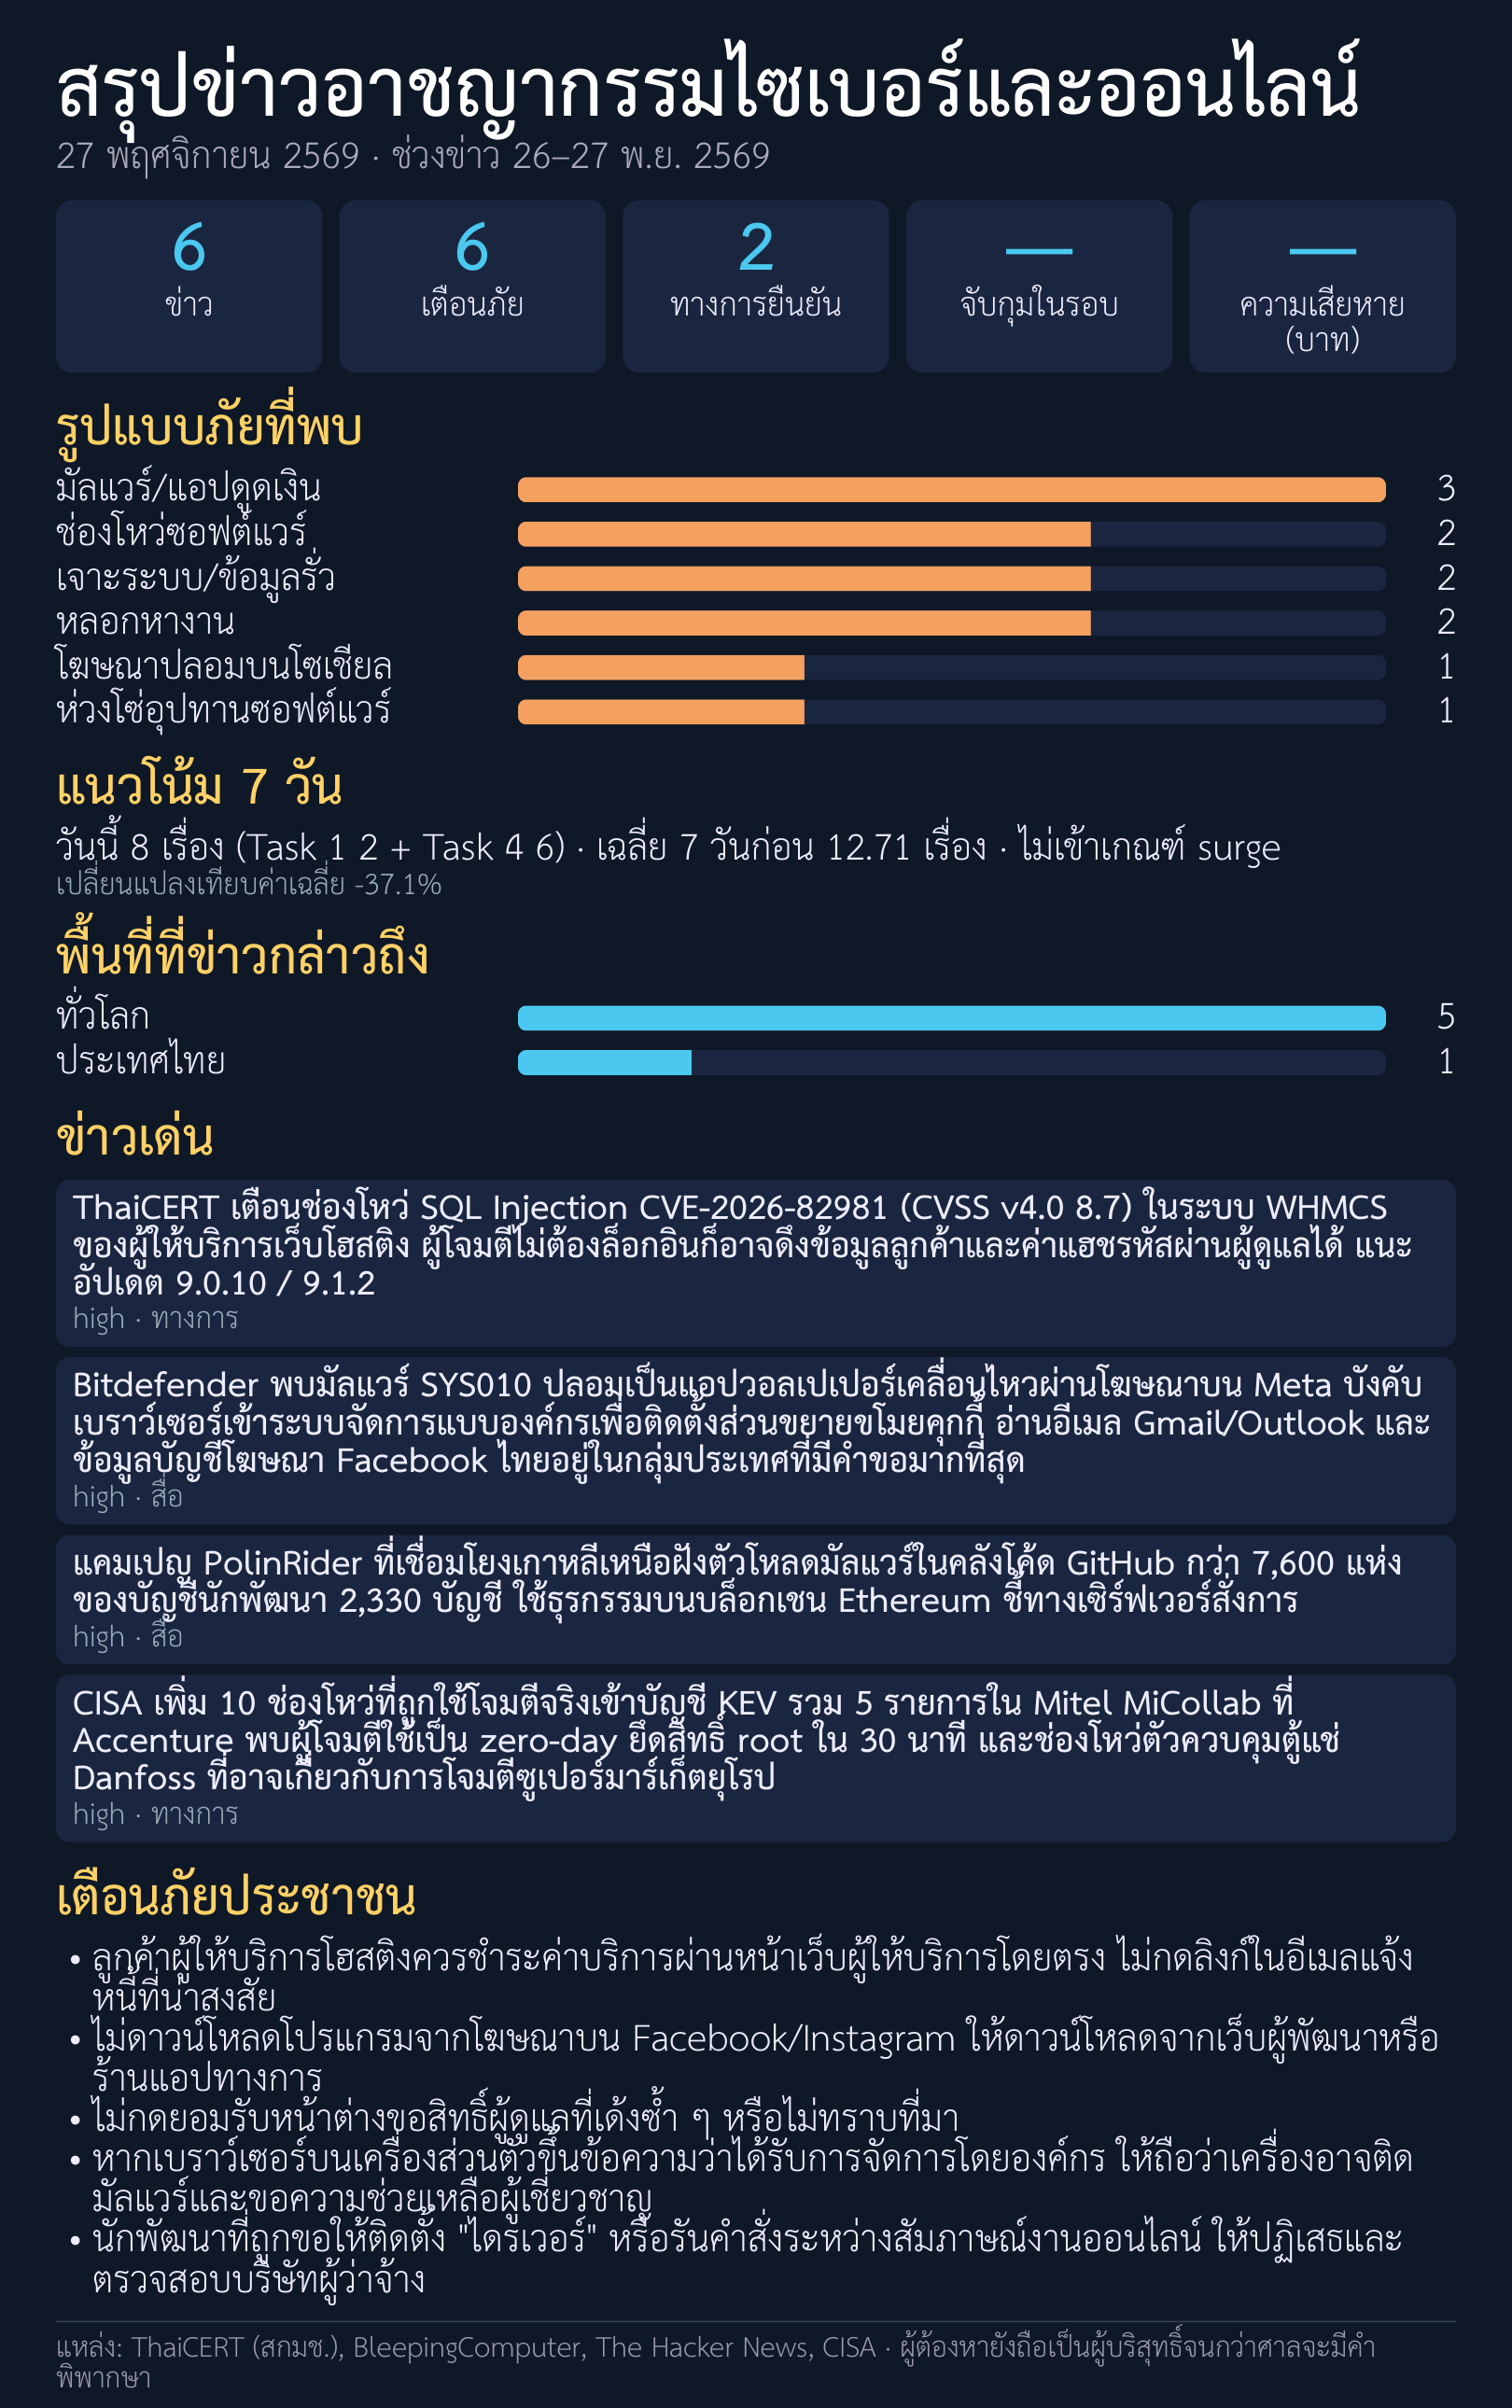 สรุปข่าวอาชญากรรมไซเบอร์และออนไลน์
27 พฤศจิกายน 2569 · ช่วงข่าว 26–27 พ.ย. 2569
6
ข่าว
6
เตือนภัย
2
ทางการยืนยัน
—
จับกุมในรอบ
—
ความเสียหาย
(บาท)
รูปแบบภัยที่พบ
มัลแวร์/แอปดูดเงิน 3
ช่องโหว่ซอฟต์แวร์ 2
เจาะระบบ/ข้อมูลรั่ว 2
หลอกหางาน 2
โฆษณาปลอมบนโซเชียล 1
ห่วงโซ่อุปทานซอฟต์แวร์ 1
แนวโน้ม 7 วัน
วันนี้ 8 เรื่อง (Task 1 2 + Task 4 6) · เฉลี่ย 7 วันก่อน 12.71 เรื่อง · ไม่เข้าเกณฑ์ surge
เปลี่ยนแปลงเทียบค่าเฉลี่ย -37.1%
พื้นที่ที่ข่าวกล่าวถึง
ทั่วโลก 5
ประเทศไทย 1
ข่าวเด่น
ThaiCERT เตือนช่องโหว่ SQL Injection CVE-2026-82981 (CVSS v4.0 8.7) ในระบบ WHMCS
ของผู้ให้บริการเว็บโฮสติง ผู้โจมตีไม่ต้องล็อกอินก็อาจดึงข้อมูลลูกค้าและค่าแฮชรหัสผ่านผู้ดูแลได้ แนะ
อัปเดต 9.0.10 / 9.1.2
high · ทางการ
Bitdefender พบมัลแวร์ SYS010 ปลอมเป็นแอปวอลเปเปอร์เคลื่อนไหวผ่านโฆษณาบน Meta บังคับ
เบราว์เซอร์เข้าระบบจัดการแบบองค์กรเพื่อติดตั้งส่วนขยายขโมยคุกกี้ อ่านอีเมล Gmail/Outlook และ
ข้อมูลบัญชีโฆษณา Facebook ไทยอยู่ในกลุ่มประเทศที่มีคำขอมากที่สุด
high · สื่อ
แคมเปญ PolinRider ที่เชื่อมโยงเกาหลีเหนือฝังตัวโหลดมัลแวร์ในคลังโค้ด GitHub กว่า 7,600 แห่ง
ของบัญชีนักพัฒนา 2,330 บัญชี ใช้ธุรกรรมบนบล็อกเชน Ethereum ชี้ทางเซิร์ฟเวอร์สั่งการ
high · สื่อ
CISA เพิ่ม 10 ช่องโหว่ที่ถูกใช้โจมตีจริงเข้าบัญชี KEV รวม 5 รายการใน Mitel MiCollab ที่
Accenture พบผู้โจมตีใช้เป็น zero-day ยึดสิทธิ์ root ใน 30 นาที และช่องโหว่ตัวควบคุมตู้แช่
Danfoss ที่อาจเกี่ยวกับการโจมตีซูเปอร์มาร์เก็ตยุโรป
high · ทางการ
เตือนภัยประชาชน
• ลูกค้าผู้ให้บริการโฮสติงควรชำระค่าบริการผ่านหน้าเว็บผู้ให้บริการโดยตรง ไม่กดลิงก์ในอีเมลแจ้ง
หนี้ที่น่าสงสัย
• ไม่ดาวน์โหลดโปรแกรมจากโฆษณาบน Facebook/Instagram ให้ดาวน์โหลดจากเว็บผู้พัฒนาหรือ
ร้านแอปทางการ
• ไม่กดยอมรับหน้าต่างขอสิทธิ์ผู้ดูแลที่เด้งซ้ำ ๆ หรือไม่ทราบที่มา
• หากเบราว์เซอร์บนเครื่องส่วนตัวขึ้นข้อความว่าได้รับการจัดการโดยองค์กร ให้ถือว่าเครื่องอาจติด
มัลแวร์และขอความช่วยเหลือผู้เชี่ยวชาญ
• นักพัฒนาที่ถูกขอให้ติดตั้ง "ไดรเวอร์" หรือรันคำสั่งระหว่างสัมภาษณ์งานออนไลน์ ให้ปฏิเสธและ
ตรวจสอบบริษัทผู้ว่าจ้าง
แหล่ง: ThaiCERT (สกมช.), BleepingComputer, The Hacker News, CISA · ผู้ต้องหายังถือเป็นผู้บริสุทธิ์จนกว่าศาลจะมีคำ
พิพากษา